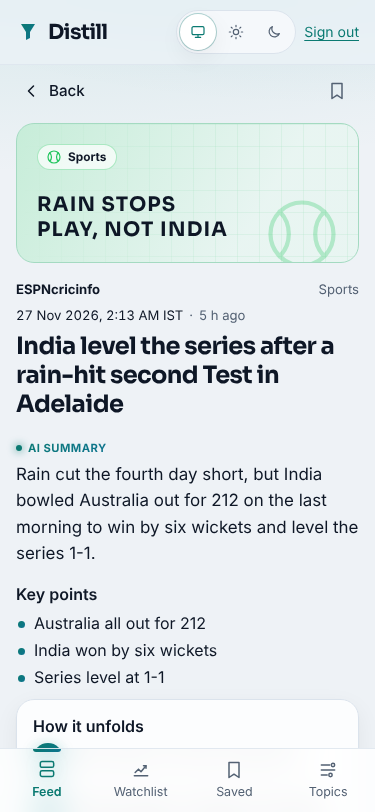 Distill
Sign out
Back
Sports
RAIN STOPS
PLAY, NOT INDIA
ESPNcricinfo
Sports
27 Nov 2026, 2:13 AM IST · 5 h ago
India level the series after a
rain-hit second Test in
Adelaide
AI SUMMARY
Rain cut the fourth day short, but India
bowled Australia out for 212 on the last
morning to win by six wickets and level the
series 1-1.
Key points
Australia all out for 212
India won by six wickets
Series level at 1-1
How it unfolds
Feed
Watchlist
Saved
Topics